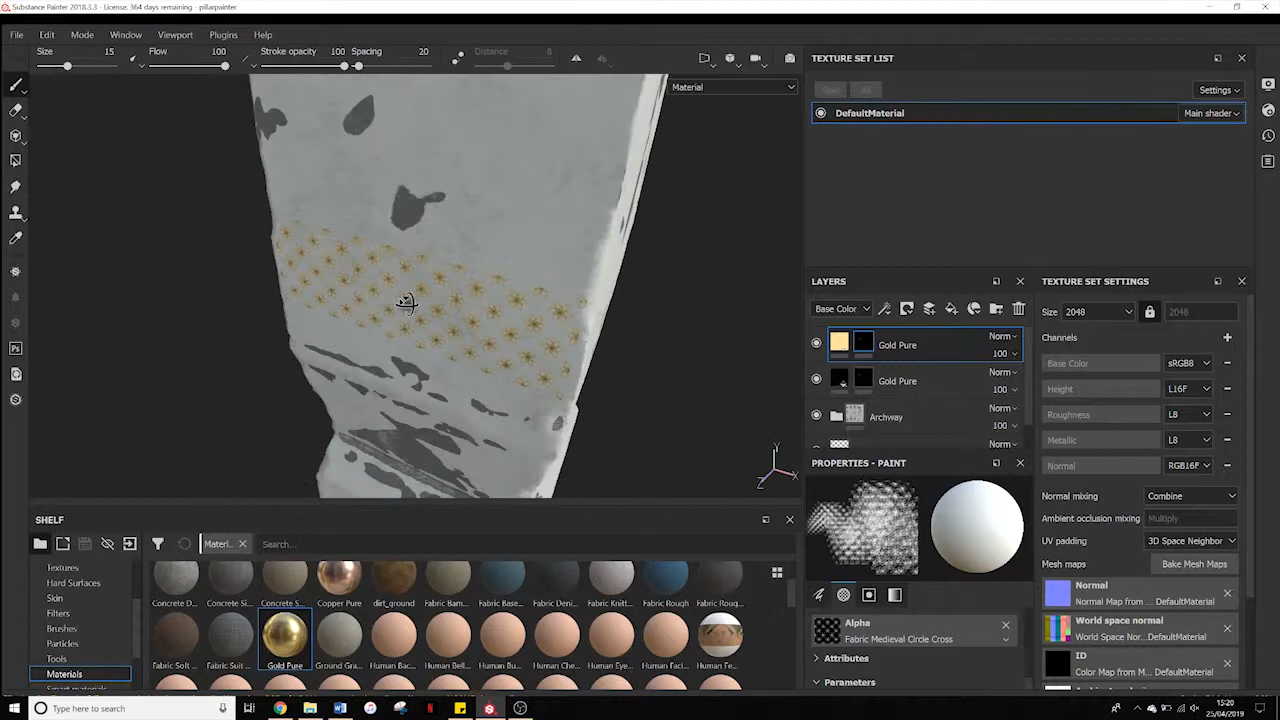 Substance Painter 2018.3.3 - License: 364 days remaining - pillarpainter
File Edit Mode Window Viewport Plugins Help
Size 15 Flow 100 Stroke opacity 100 Spacing 20 Distance 8
Material
TEXTURE SET LIST
Settings
DefaultMaterial Main shader
LAYERS
Base Color
Gold Pure Norm 100
Gold Pure Norm 100
Archway Norm 100
Norm
PROPERTIES - PAINT
Alpha
Fabric Medieval Circle Cross
Attributes
Parameters
TEXTURE SET SETTINGS
Size 2048 2048
Channels
Base Color sRGB8
Height L16F
Roughness L8
Metallic L8
Normal RGB16F
Normal mixing Combine
Ambient occlusion mixing Multiply
UV padding 3D Space Neighbor
Mesh maps Bake Mesh Maps
Normal
Normal Map from ... DefaultMaterial
World space normal
World Space Nor...DefaultMaterial
ID
Color Map from M... DefaultMaterial
Y
X
Z
SHELF
Materi... Search...
Textures
Hard Surfaces
Skin
Filters
Brushes
Particles
Tools
Materials
Concrete D... Concrete Si... Concrete S... Copper Pure dirt_ground Fabric Bam... Fabric Base... Fabric Deni... Fabric Knitt... Fabric Rough Fabric Roug...
Fabric Soft ... Fabric Suit ... Gold Pure Ground Gra... Human Bac... Human Bell... Human Bu... Human Che... Human Eye... Human Faci... Human Fe...
Type here to search
15:20
25/04/2019